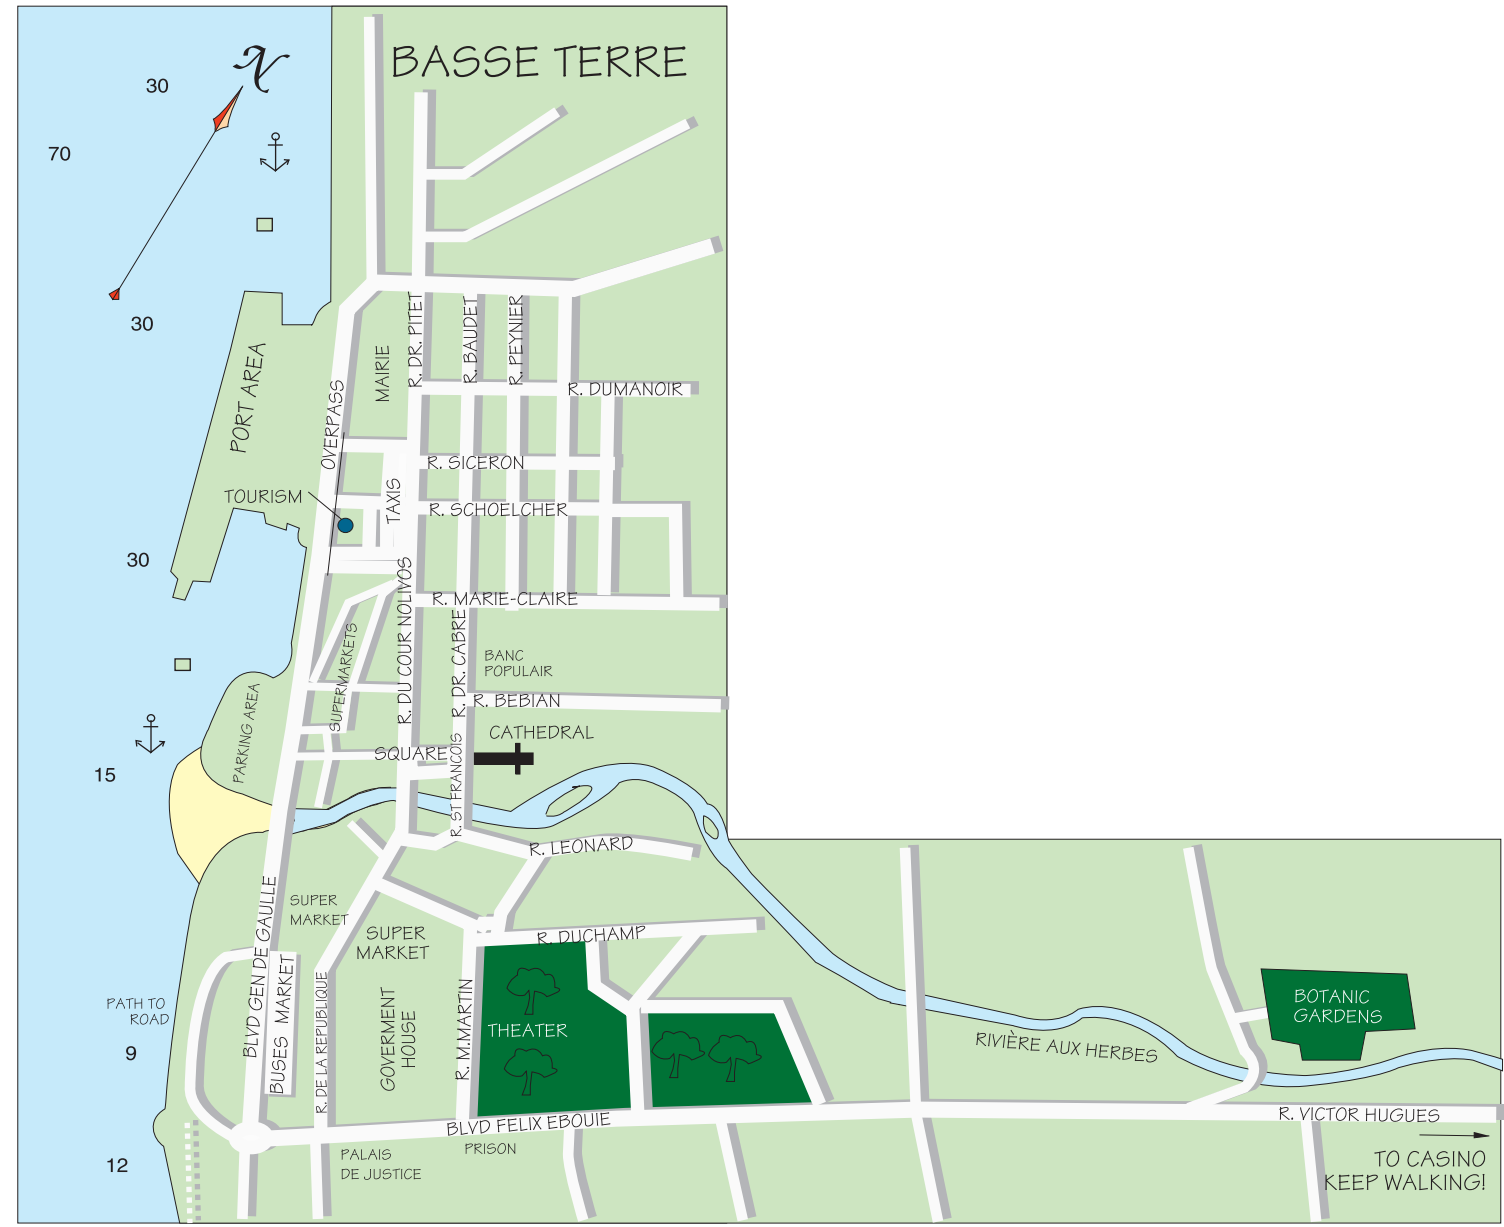 N
BASSE TERRE
30
70
30
PORT AREA
OVERPASS
MAIRIE
R. DR. PITET
R. BAUDET
R. PEYNIER
R. DUMANOIR
R. SICERON
TOURISM
TAXIS
R. SCHOELCHER
30
R. DU COUR NOLIVOS
R. MARIE-CLAIRE
SUPERMARKETS
R. DR. CABRE
BANC
POPULAIR
R. BEBIAN
PARKING AREA
CATHEDRAL
SQUARE
15
R. ST FRANCOIS
R. LEONARD
BLVD GEN DE GAULLE
SUPER
MARKET
SUPER
MARKET
R. DUCHAMP
BUSES MARKET
R. DE LA REPUBLIQUE
GOVERMENT
HOUSE
R. M.MARTIN
THEATER
PATH TO
ROAD
9
BOTANIC
GARDENS
RIVIÈRE AUX HERBES
BLVD FELIX EBOUIE
R. VICTOR HUGUES
PRISON
PALAIS
DE JUSTICE
12
TO CASINO
KEEP WALKING!